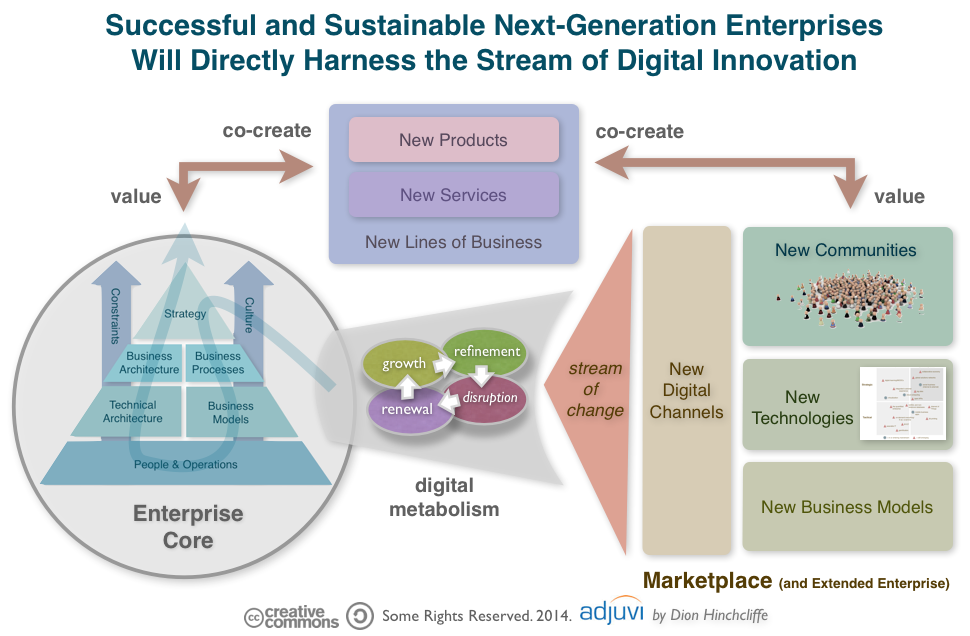 Successful and Sustainable Next-Generation Enterprises
Will Directly Harness the Stream of Digital Innovation
co-create
New Products
co-create
value
New Services
value
New Lines of Business
New Communities
Constraints
Culture
Strategy
Business
Architecture
Business
Processes
Technical
Architecture
Business
Models
People & Operations
Enterprise
Core
growth
refinement
renewal
disruption
digital
metabolism
stream
of
change
New
Digital
Channels
New
Technologies
New Business Models
Marketplace (and Extended Enterprise)
cc creative
commons
Some Rights Reserved. 2014.
adjuvi
by Dion Hinchcliffe